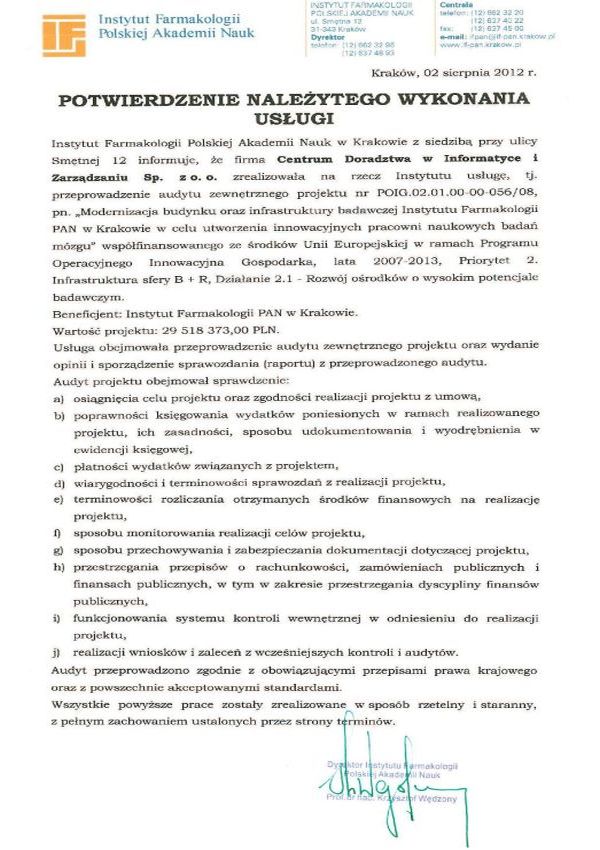 Instytut Farmakologii
Polskiej Akademii Nauk
INSTYTUT FARMAKOLOGII
POLSKIEJ AKADEMII NAUK
ul. Smętna 12
31-343 Kraków
Dyrektor
telefon: (12) 662 32 95
(12) 637 48 93
Centrala
telefon: (12) 662 32 20
(12) 637 40 22
fax: (12) 637 45 00
e-mail: ifpan@if-pan.krakow.pl
www.if-pan.krakow.pl
Kraków, 02 sierpnia 2012 r.
POTWIERDZENIE NALEŻYTEGO WYKONANIA
USŁUGI
Instytut Farmakologii Polskiej Akademii Nauk w Krakowie z siedzibą przy ulicy
Smętnej 12 informuje, że firma Centrum Doradztwa w Informatyce i
Zarządzaniu Sp. z o. o. zrealizowała na rzecz Instytutu usługę, tj.
przeprowadzenie audytu zewnętrznego projektu nr POIG.02.01.00-00-056/08,
pn. „Modernizacja budynku oraz infrastruktury badawczej Instytutu Farmakologii
PAN w Krakowie w celu utworzenia innowacyjnych pracowni naukowych badań
mózgu” współfinansowanego ze środków Unii Europejskiej w ramach Programu
Operacyjnego Innowacyjna Gospodarka, lata 2007-2013, Priorytet 2.
Infrastruktura sfery B + R, Działanie 2.1 - Rozwój ośrodków o wysokim potencjale
badawczym.
Beneficjent: Instytut Farmakologii PAN w Krakowie.
Wartość projektu: 29 518 373,00 PLN.
Usługa obejmowała przeprowadzenie audytu zewnętrznego projektu oraz wydanie
opinii i sporządzenie sprawozdania (raportu) z przeprowadzonego audytu.
Audyt projektu obejmował sprawdzenie:
a) osiągnięcia celu projektu oraz zgodności realizacji projektu z umową,
b) poprawności księgowania wydatków poniesionych w ramach realizowanego
projektu, ich zasadności, sposobu udokumentowania i wyodrębnienia w
ewidencji księgowej,
c) płatności wydatków związanych z projektem,
d) wiarygodności i terminowości sprawozdań z realizacji projektu,
e) terminowości rozliczania otrzymanych środków finansowych na realizację
projektu,
f) sposobu monitorowania realizacji celów projektu,
g) sposobu przechowywania i zabezpieczania dokumentacji dotyczącej projektu,
h) przestrzegania przepisów o rachunkowości, zamówieniach publicznych i
finansach publicznych, w tym w zakresie przestrzegania dyscypliny finansów
publicznych,
i) funkcjonowania systemu kontroli wewnętrznej w odniesieniu do realizacji
projektu,
j) realizacji wniosków i zaleceń z wcześniejszych kontroli i audytów.
Audyt przeprowadzono zgodnie z obowiązującymi przepisami prawa krajowego
oraz z powszechnie akceptowanymi standardami.
Wszystkie powyższe prace zostały zrealizowane w sposób rzetelny i staranny,
z pełnym zachowaniem ustalonych przez strony terminów.
Dyrektor Instytutu Farmakologii
Polskiej Akademii Nauk
Prof. dr hab. Krzysztof Wędzony